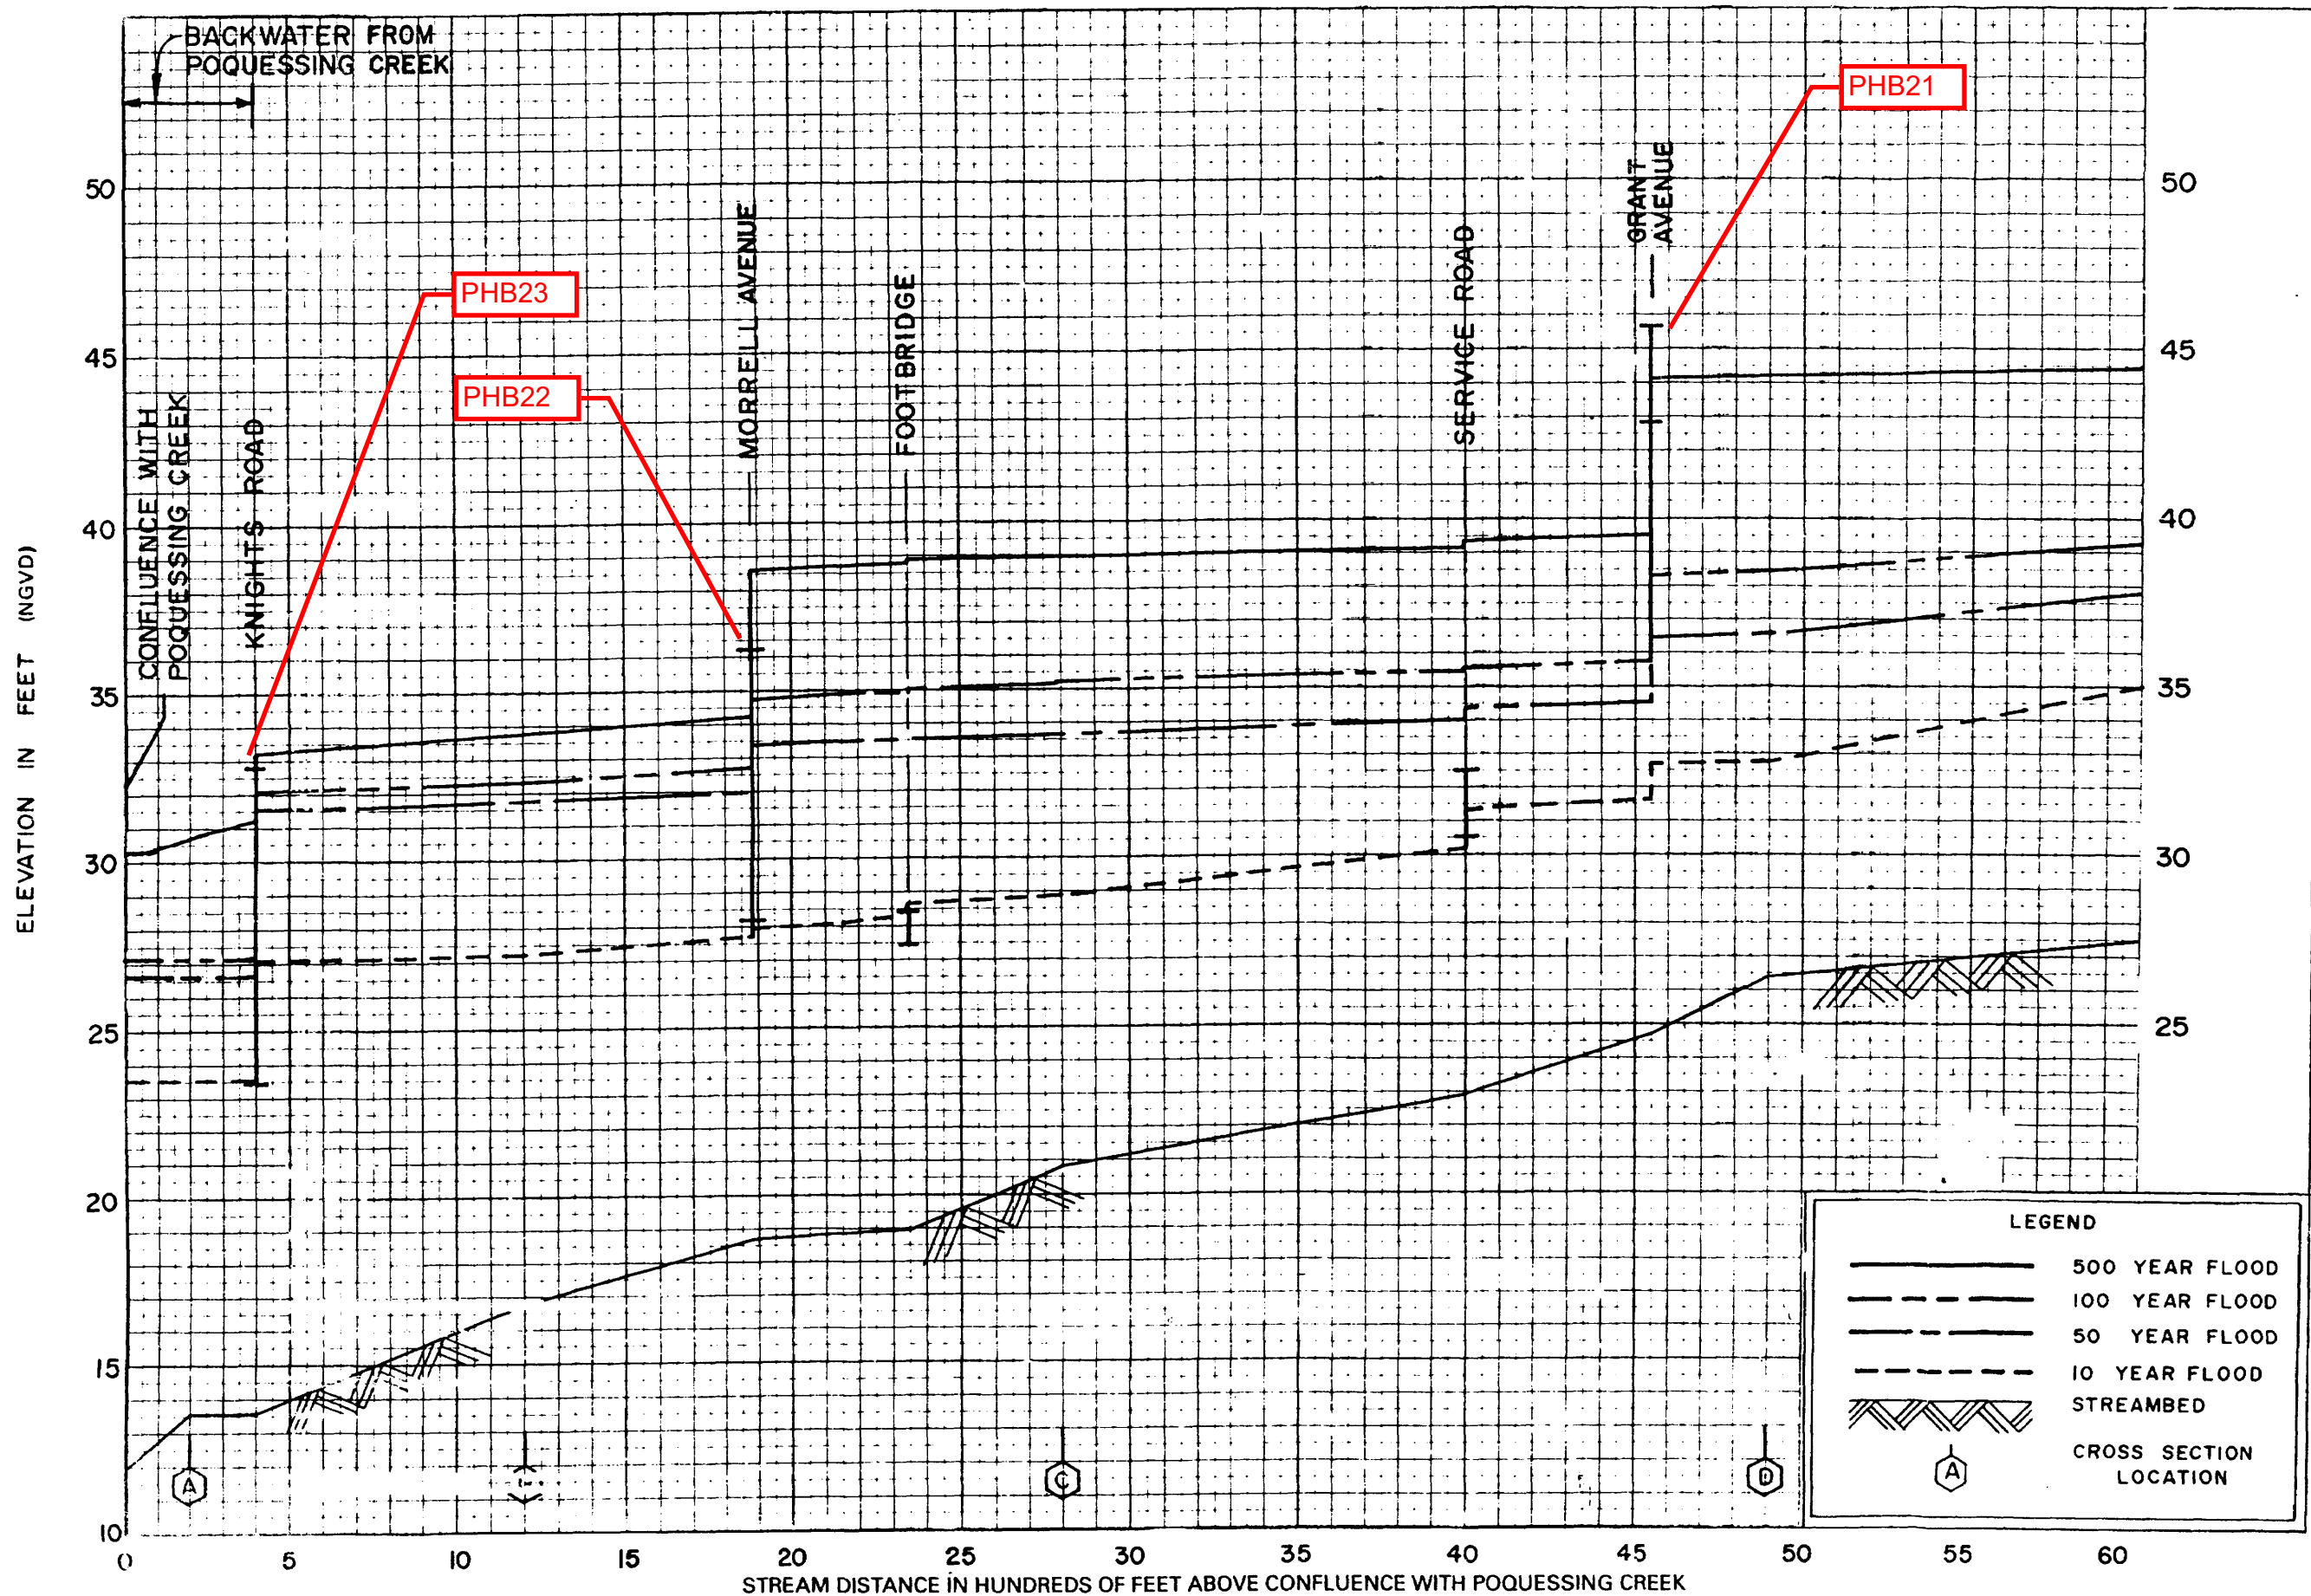 BACKWATER FROM
POQUESSING CREEK
PHB21
PHB23
PHB22
CONFLUENCE WITH
POQUESSING CREEK
KNIGHTS ROAD
MORRELL AVENUE
FOOTBRIDGE
SERVICE ROAD
GRANT
AVENUE
ELEVATION IN FEET (NGVD)
50
45
40
35
30
25
20
15
10
50
45
40
35
30
25
LEGEND
500 YEAR FLOOD
100 YEAR FLOOD
50 YEAR FLOOD
10 YEAR FLOOD
STREAMBED
A
CROSS SECTION
LOCATION
A
C
D
0 5 10 15 20 25 30 35 40 45 50 55 60
STREAM DISTANCE IN HUNDREDS OF FEET ABOVE CONFLUENCE WITH POQUESSING CREEK